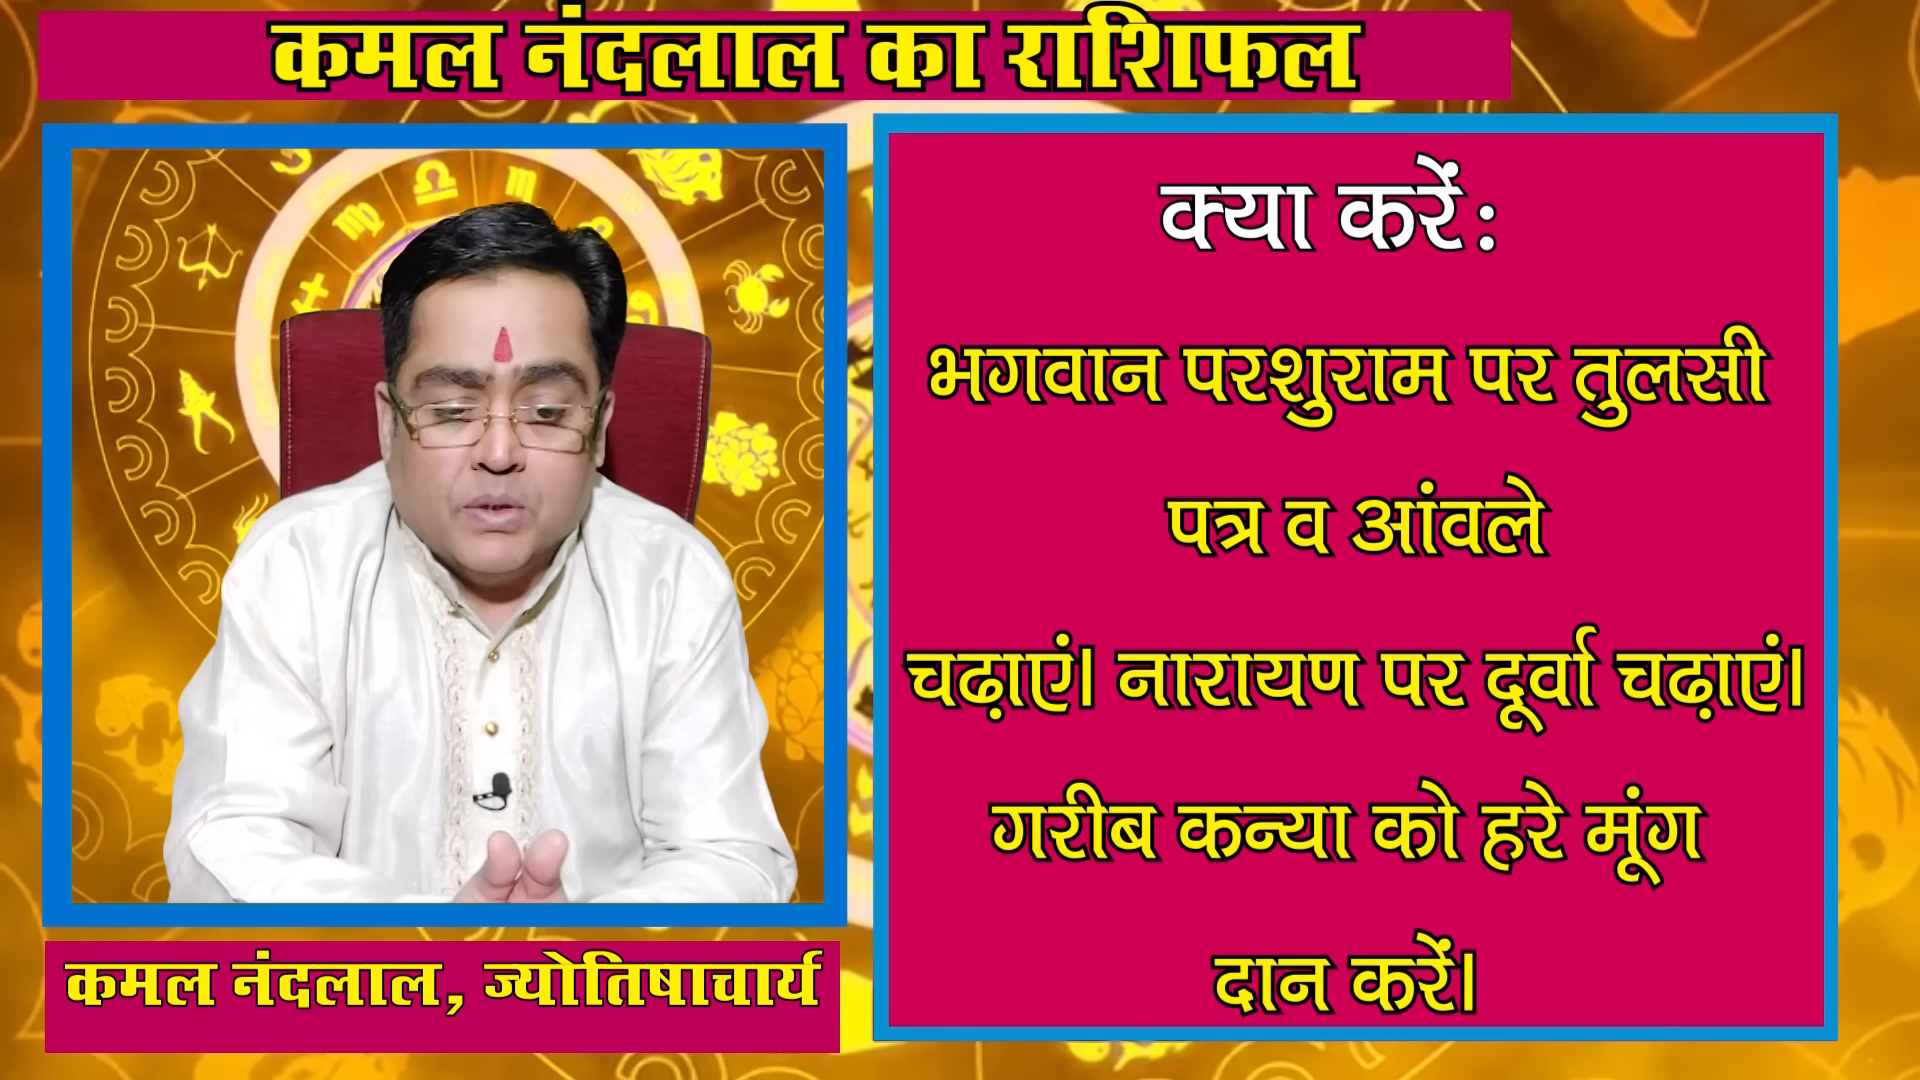 कमल नंदलाल का राशिफल
क्या करें:
भगवान परशुराम पर तुलसी
पत्र व आंवले
चढ़ाएं। नारायण पर दूर्वा चढ़ाएं।
गरीब कन्या को हरे मूंग
दान करें।
कमल नंदलाल, ज्योतिषाचार्य